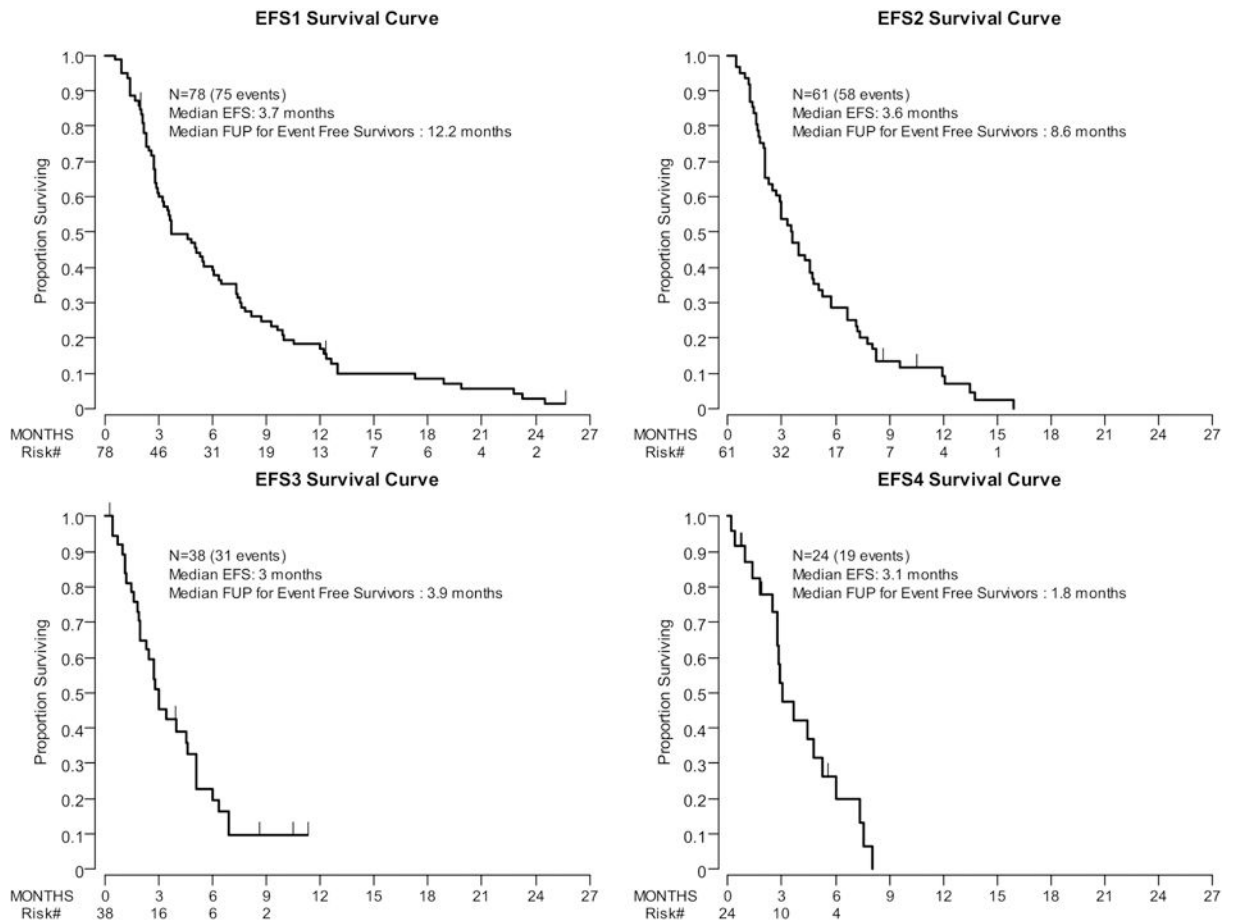 EFS1 Survival Curve
N=78 (75 events)
Median EFS: 3.7 months
Median FUP for Event Free Survivors : 12.2 months
Proportion Surviving
1.0
0.9
0.8
0.7
0.6
0.5
0.4
0.3
0.2
0.1
0
MONTHS 0 3 6 9 12 15 18 21 24 27
Risk# 78 46 31 19 13 7 6 4 2
EFS2 Survival Curve
N=61 (58 events)
Median EFS: 3.6 months
Median FUP for Event Free Survivors : 8.6 months
Proportion Surviving
1.0
0.9
0.8
0.7
0.6
0.5
0.4
0.3
0.2
0.1
0
MONTHS 0 3 6 9 12 15 18 21 24 27
Risk# 61 32 17 7 4 1
EFS3 Survival Curve
N=38 (31 events)
Median EFS: 3 months
Median FUP for Event Free Survivors : 3.9 months
Proportion Surviving
1.0
0.9
0.8
0.7
0.6
0.5
0.4
0.3
0.2
0.1
0
MONTHS 0 3 6 9 12 15 18 21 24 27
Risk# 38 16 6 2
EFS4 Survival Curve
N=24 (19 events)
Median EFS: 3.1 months
Median FUP for Event Free Survivors : 1.8 months
Proportion Surviving
1.0
0.9
0.8
0.7
0.6
0.5
0.4
0.3
0.2
0.1
0
MONTHS 0 3 6 9 12 15 18 21 24 27
Risk# 24 10 4